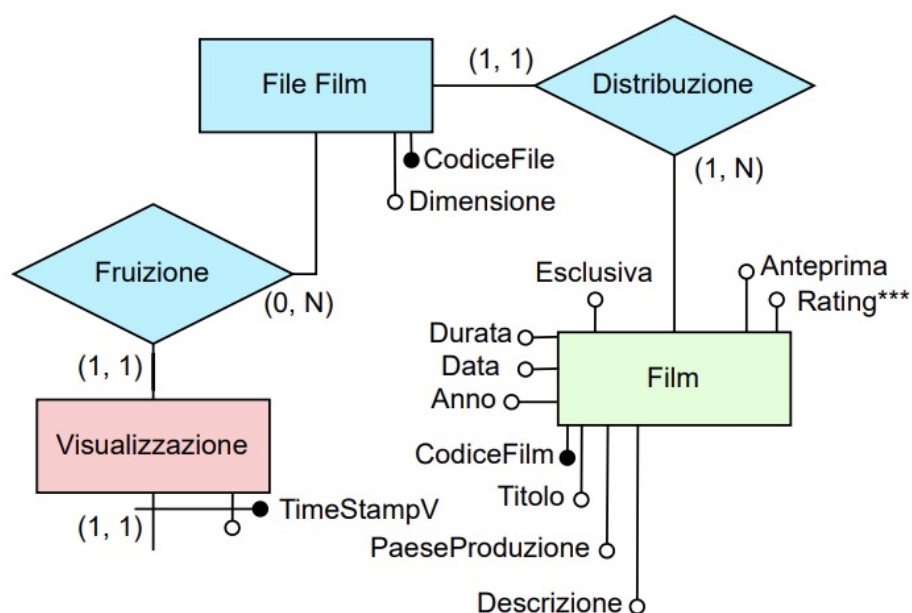 File Film
(1, 1)
Distribuzione
CodiceFile
(1, N)
Dimensione
Fruizione
(0, N)
Esclusiva
Anteprima
Rating***
Durata
Data
Anno
Film
(1, 1)
Visualizzazione
CodiceFilm
Titolo
TimeStampV
(1, 1)
PaeseProduzione
Descrizione